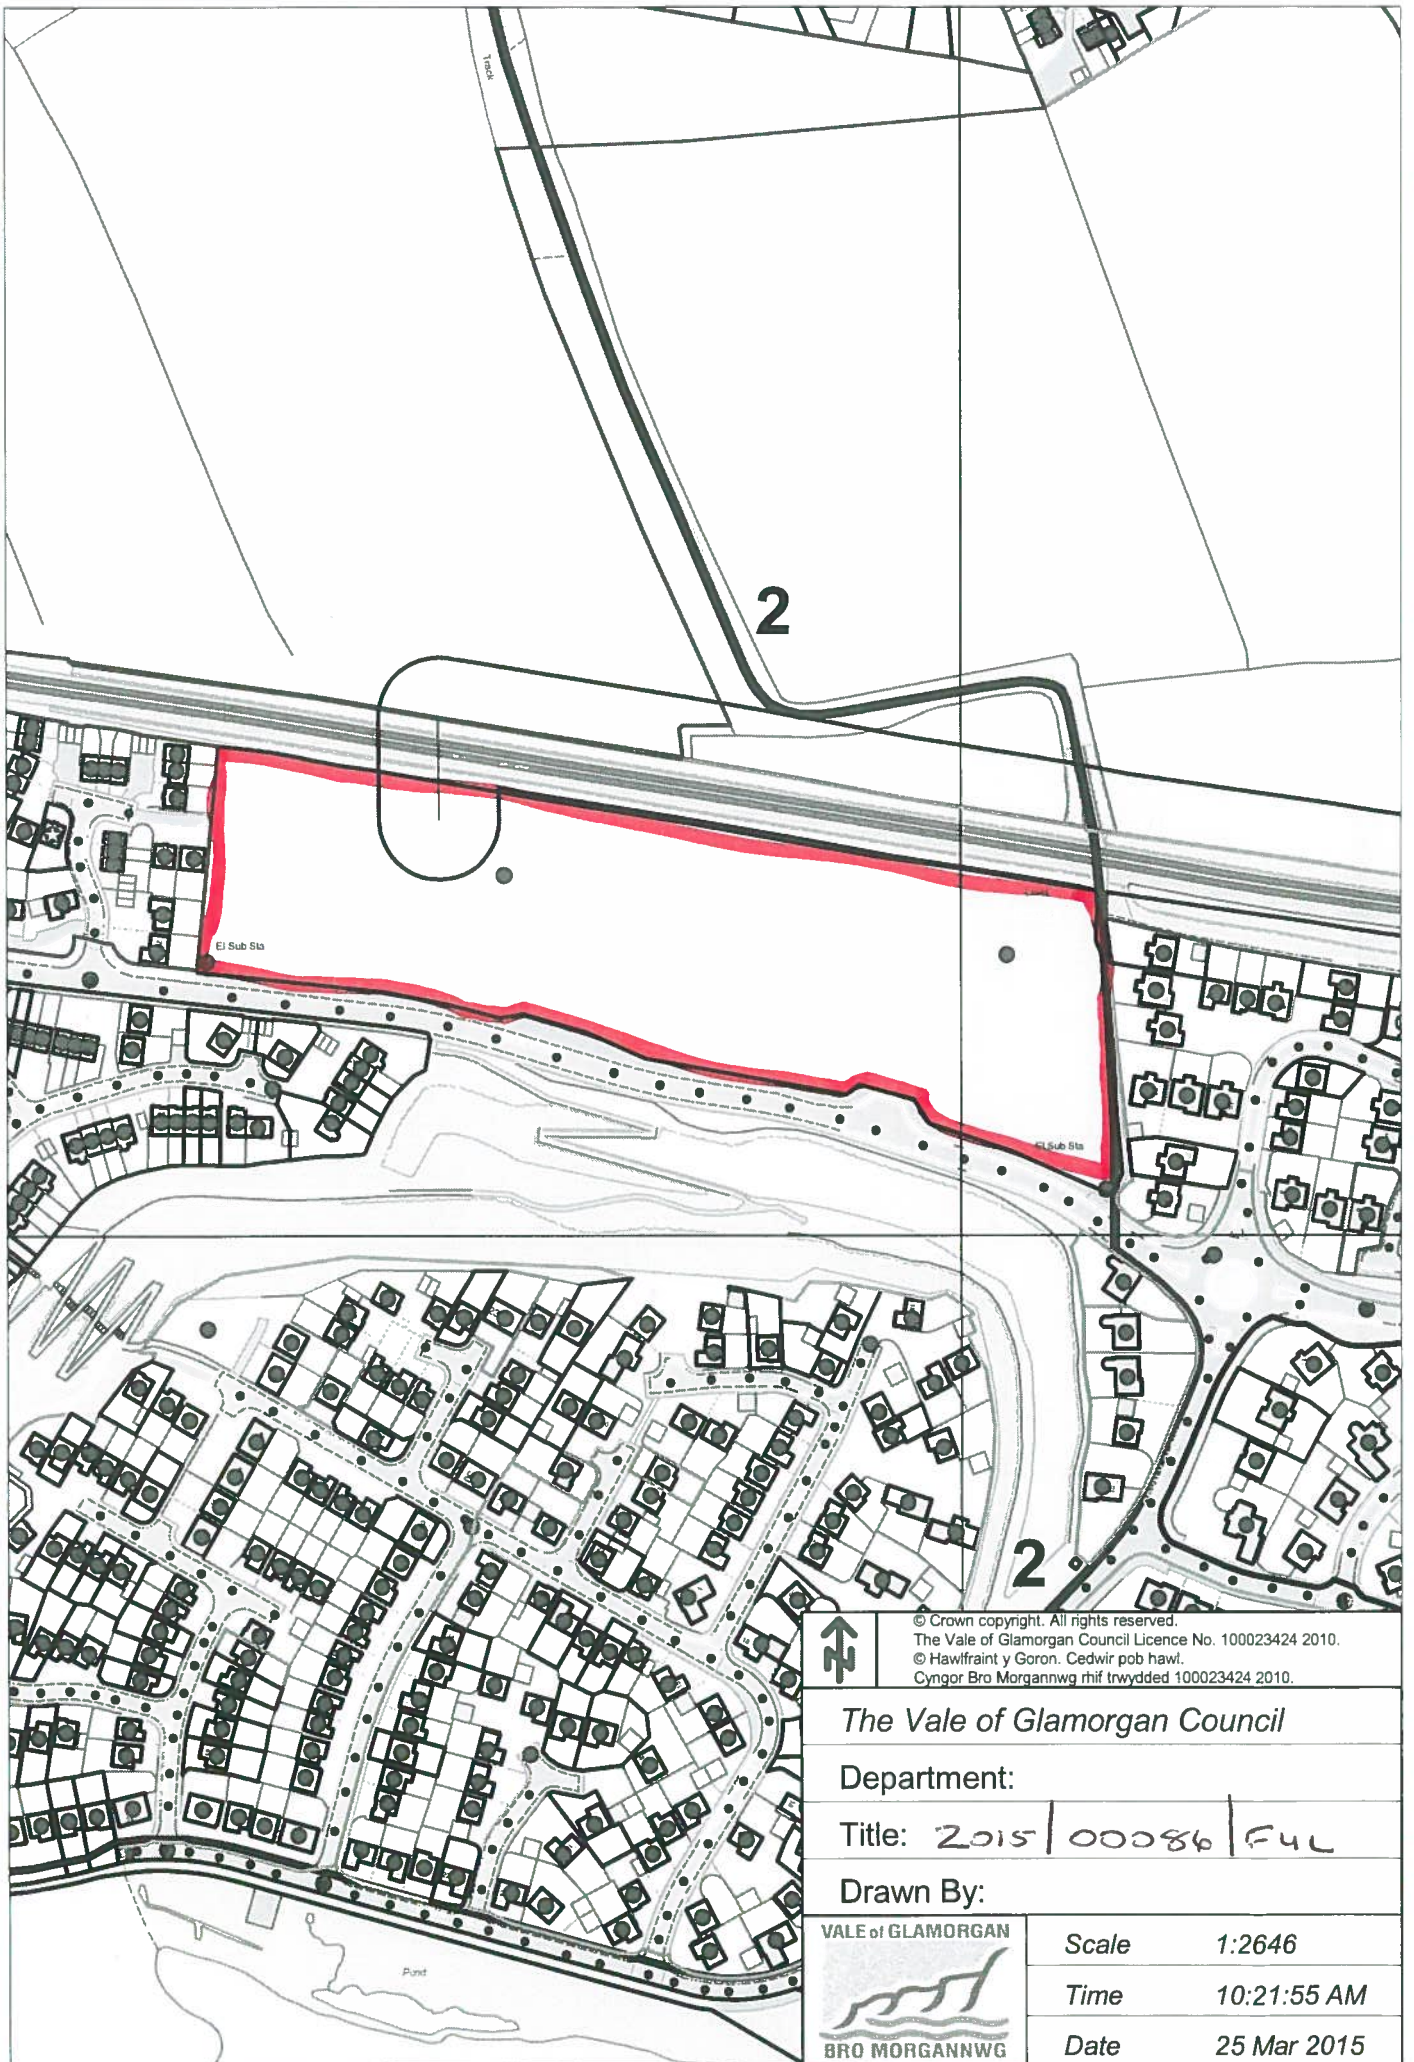 Track
2
El Sub Sta
El Sub Sta
2
Pond
© Crown copyright. All rights reserved.
The Vale of Glamorgan Council Licence No. 100023424 2010.
© Hawlfraint y Goron. Cedwir pob hawl.
Cyngor Bro Morgannwg rhif trwydded 100023424 2010.
The Vale of Glamorgan Council
Department:
Title: 2015/00086/FUL
Drawn By:
VALE of GLAMORGAN
BRO MORGANNWG
Scale 1:2646
Time 10:21:55 AM
Date 25 Mar 2015